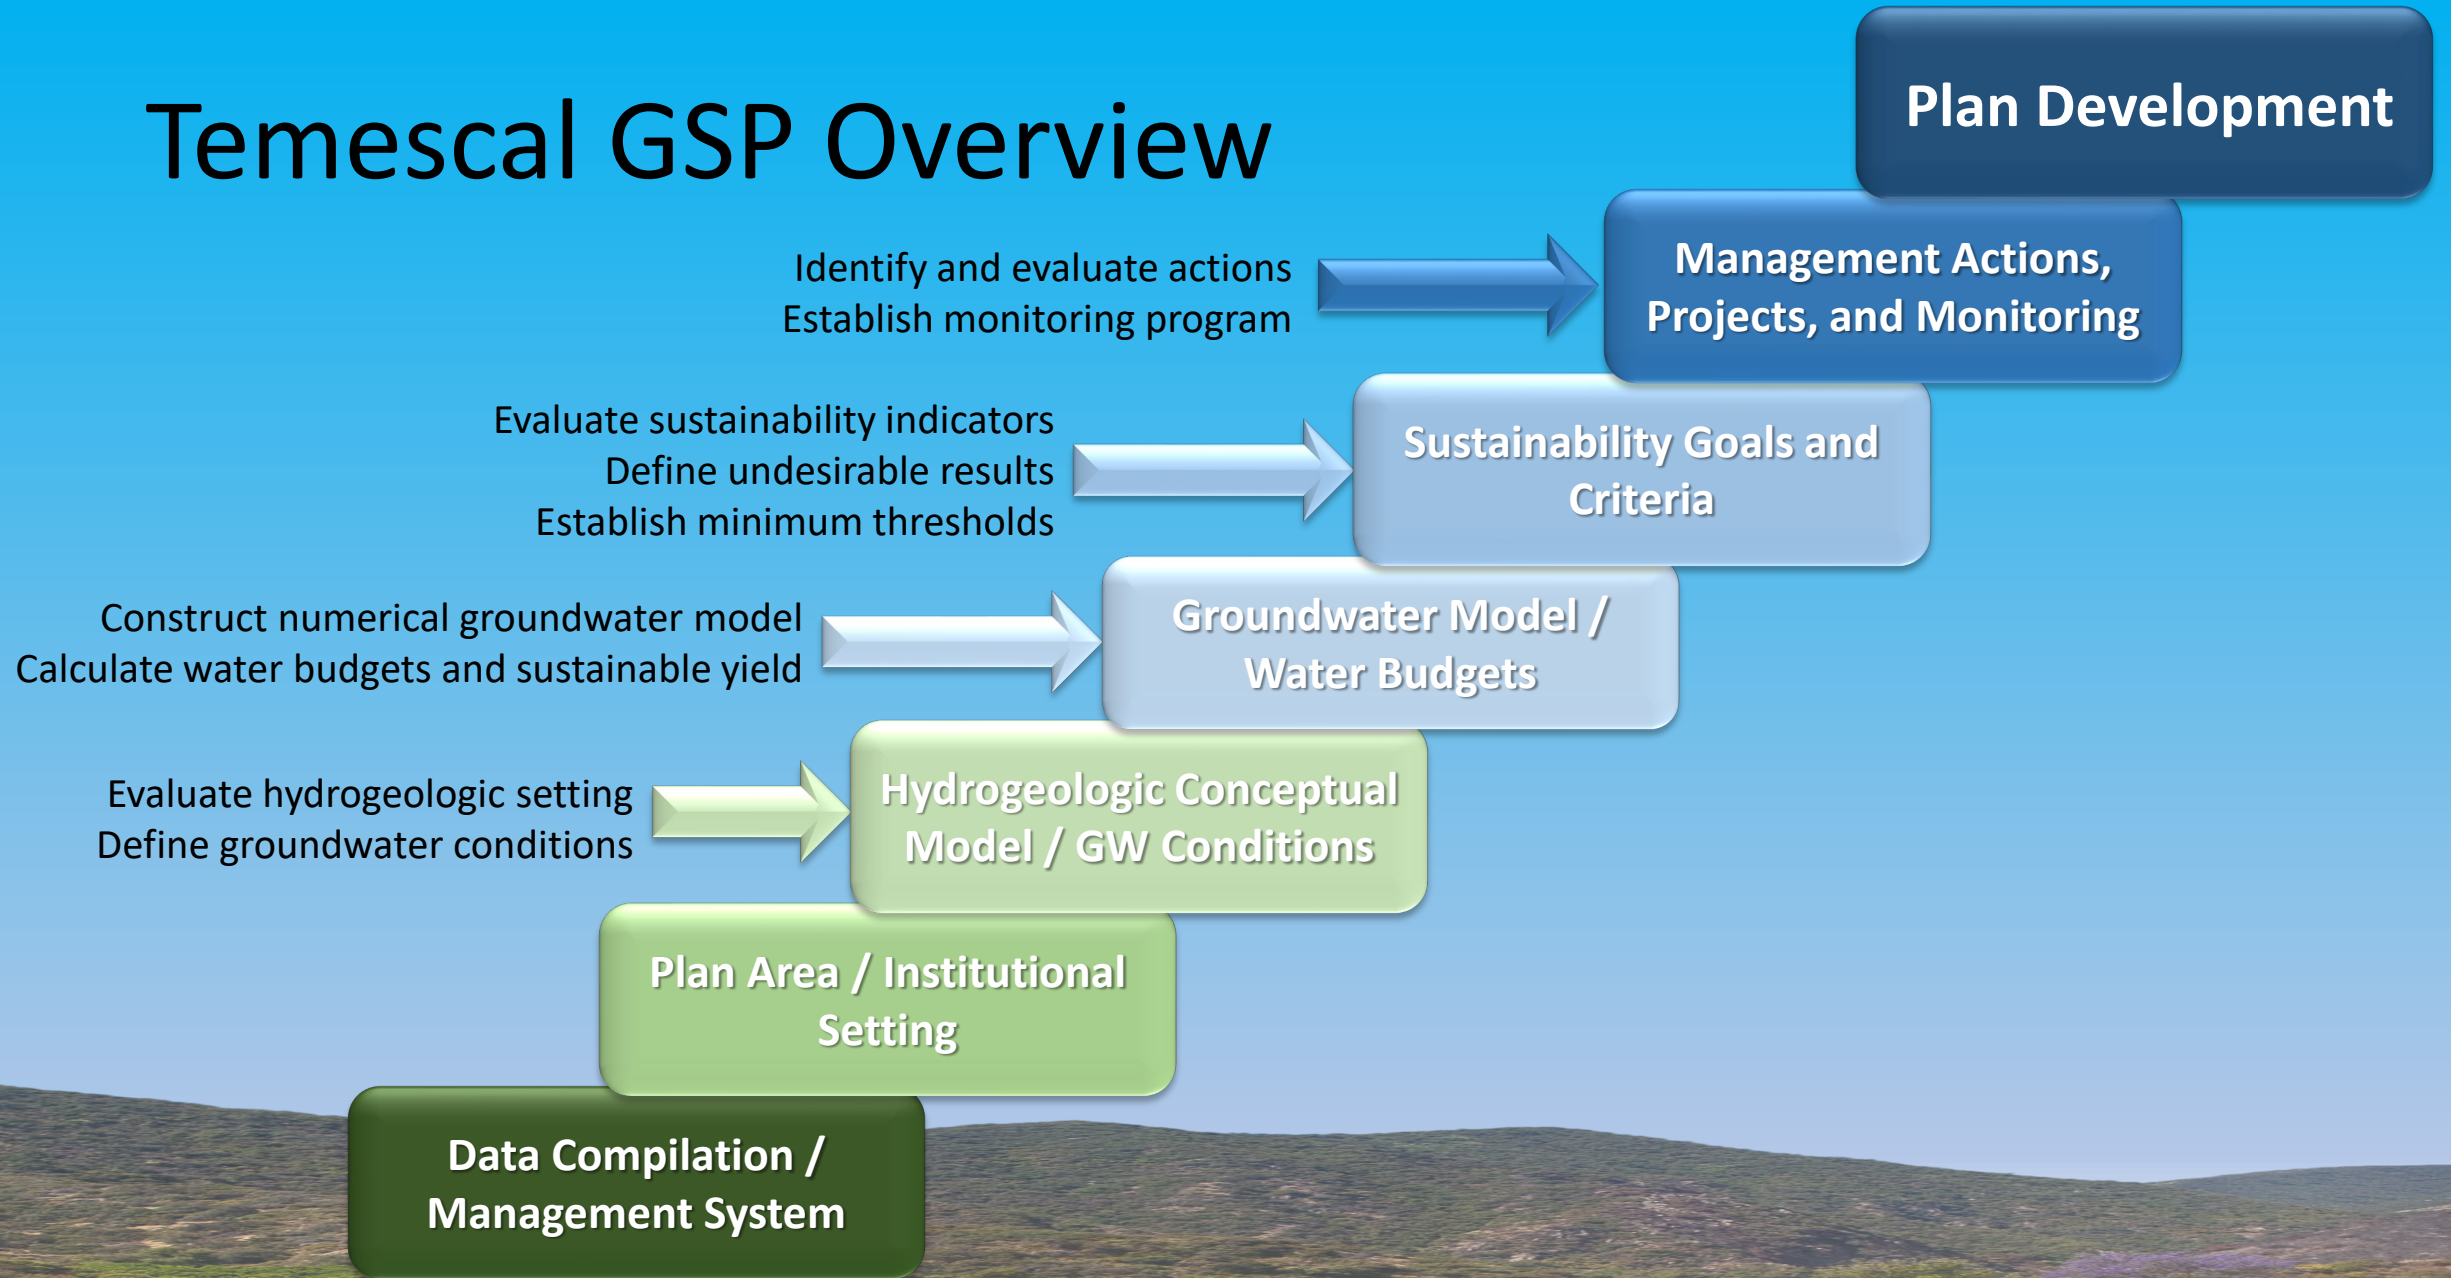 Temescal GSP Overview
Plan Development
Identify and evaluate actions
Establish monitoring program
Management Actions,
Projects, and Monitoring
Evaluate sustainability indicators
Define undesirable results
Establish minimum thresholds
Sustainability Goals and
Criteria
Construct numerical groundwater model
Calculate water budgets and sustainable yield
Groundwater Model /
Water Budgets
Evaluate hydrogeologic setting
Define groundwater conditions
Hydrogeologic Conceptual
Model / GW Conditions
Plan Area / Institutional
Setting
Data Compilation /
Management System